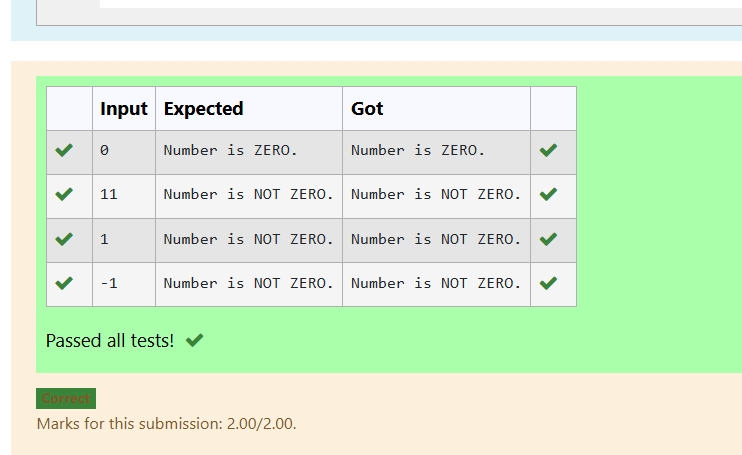 Input Expected Got
0 Number is ZERO. Number is ZERO.
11 Number is NOT ZERO. Number is NOT ZERO.
1 Number is NOT ZERO. Number is NOT ZERO.
-1 Number is NOT ZERO. Number is NOT ZERO.
Passed all tests!
Correct
Marks for this submission: 2.00/2.00.